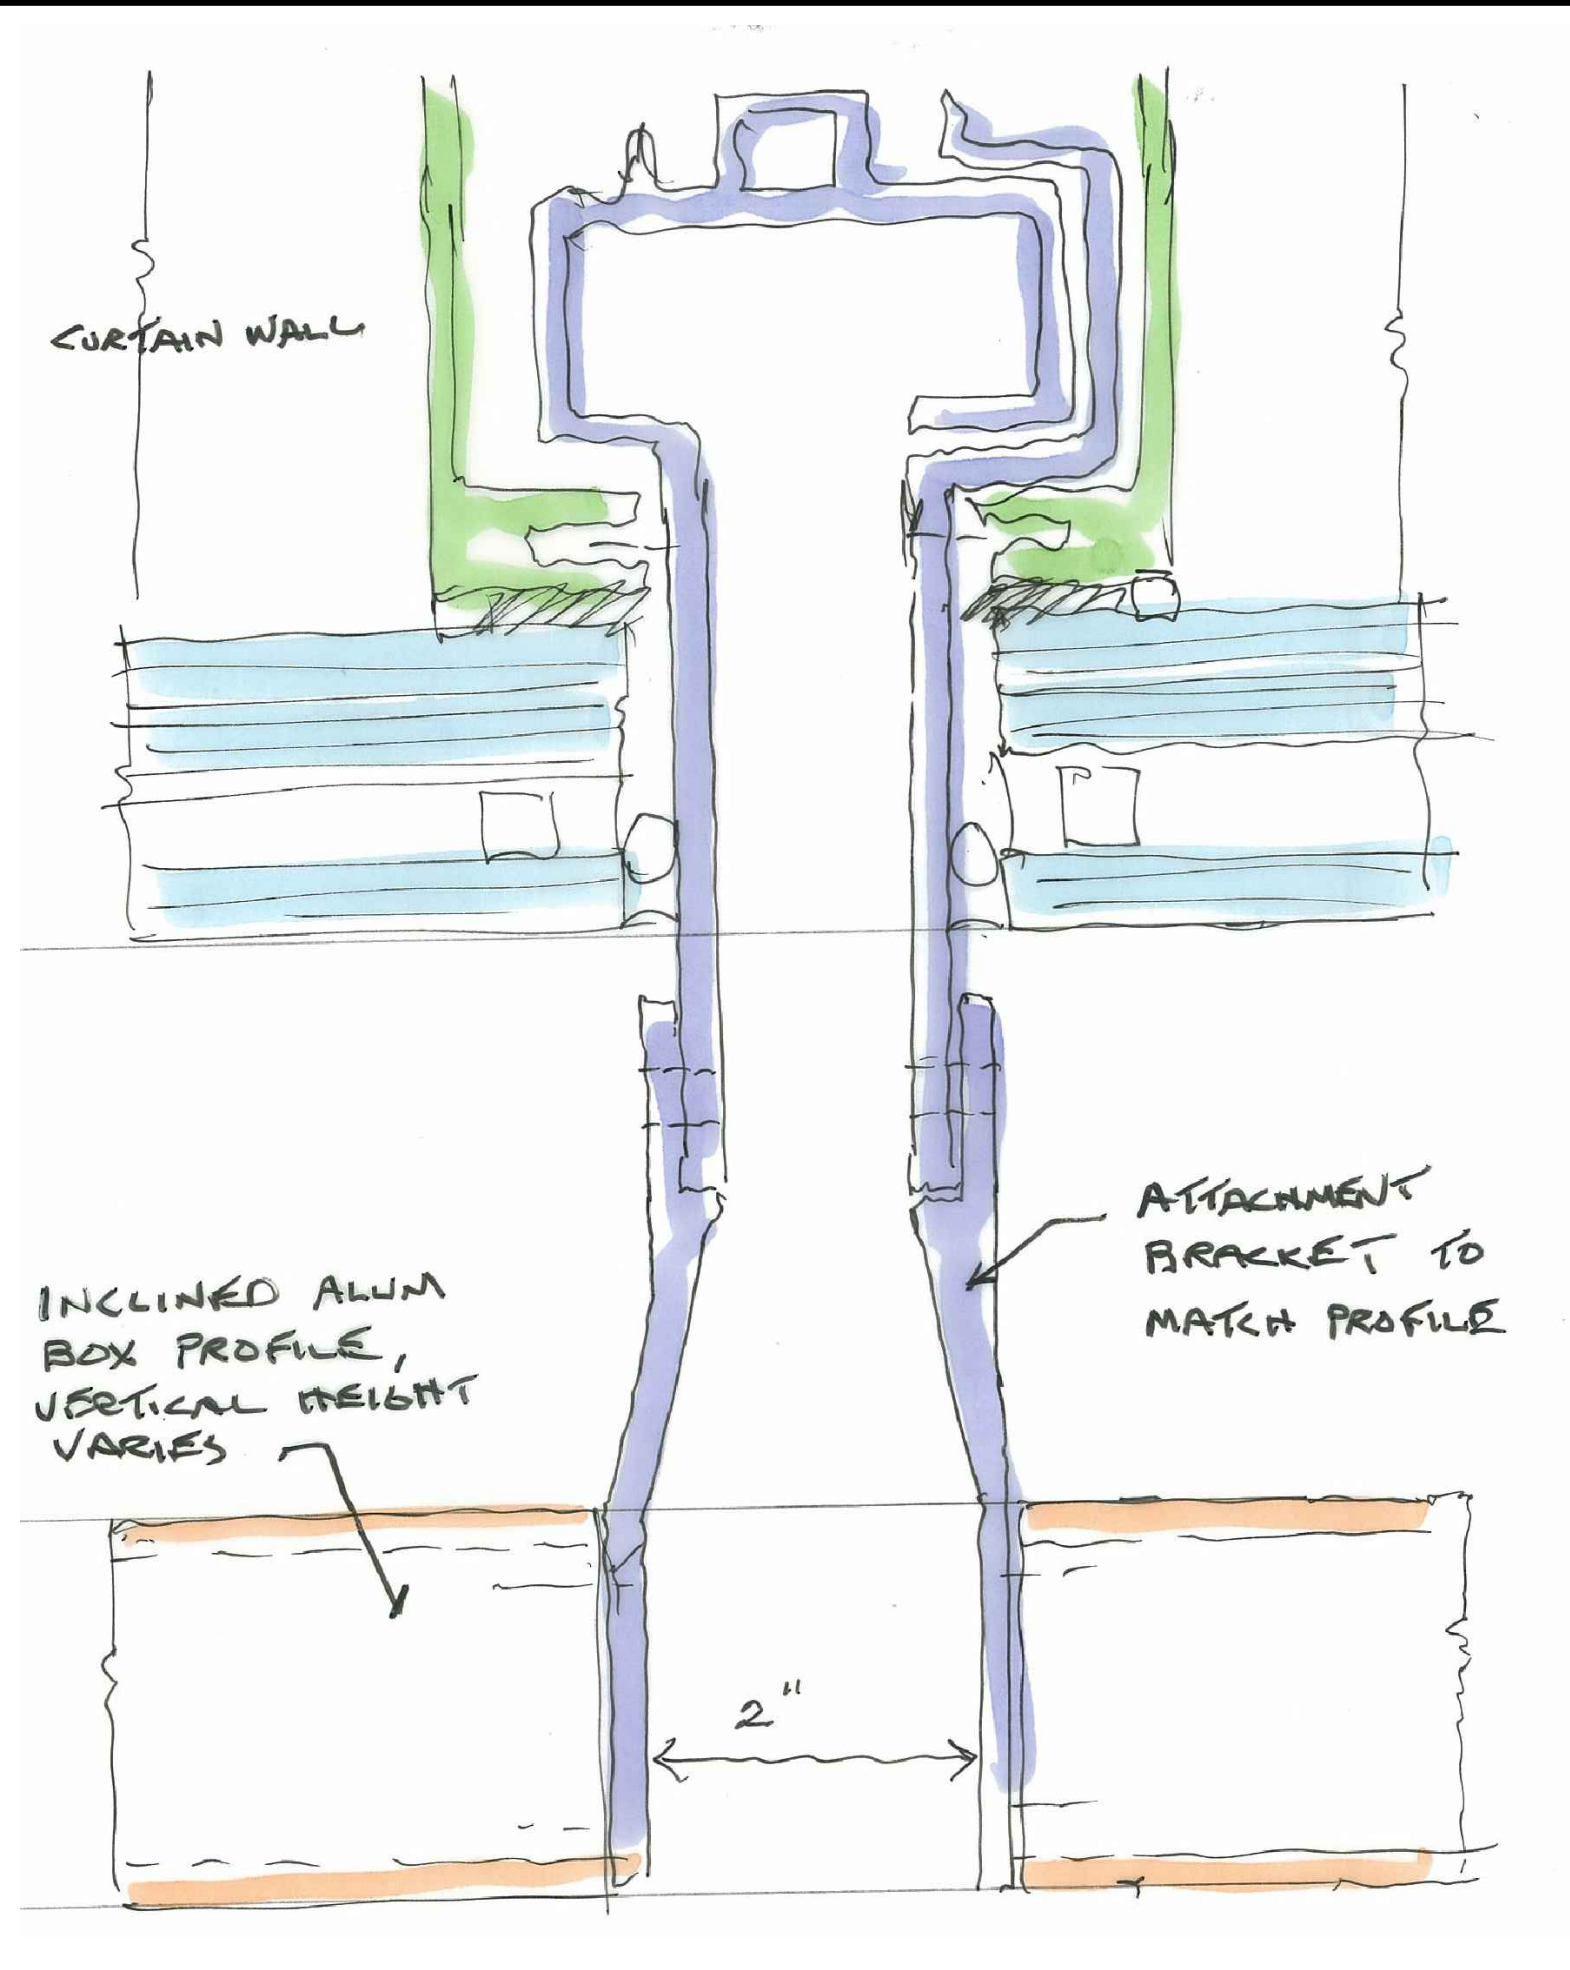 CURTAIN WALL
ATTACHMENT
BRACKET TO
MATCH PROFILE
INCLINED ALUM
BOX PROFILE,
VERTICAL HEIGHT
VARIES
2"